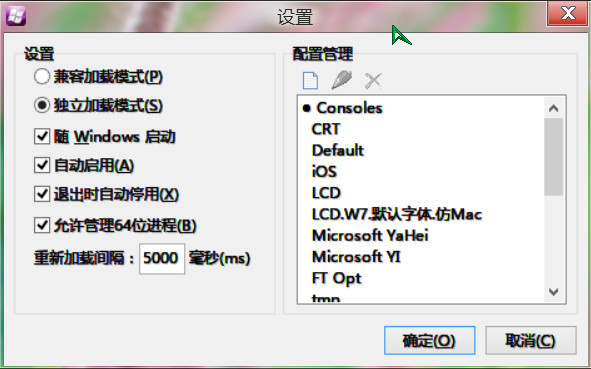 设置
设置
兼容加载模式(P)
独立加载模式(S)
随 Windows 启动
自动启用(A)
退出时自动停用(X)
允许管理64位进程(B)
重新加载间隔：5000 毫秒(ms)
配置管理
● Consoles
CRT
Default
iOS
LCD
LCD.W7.默认字体.仿Mac
Microsoft YaHei
Microsoft YI
FT Opt
tmp
确定(O)
取消(C)